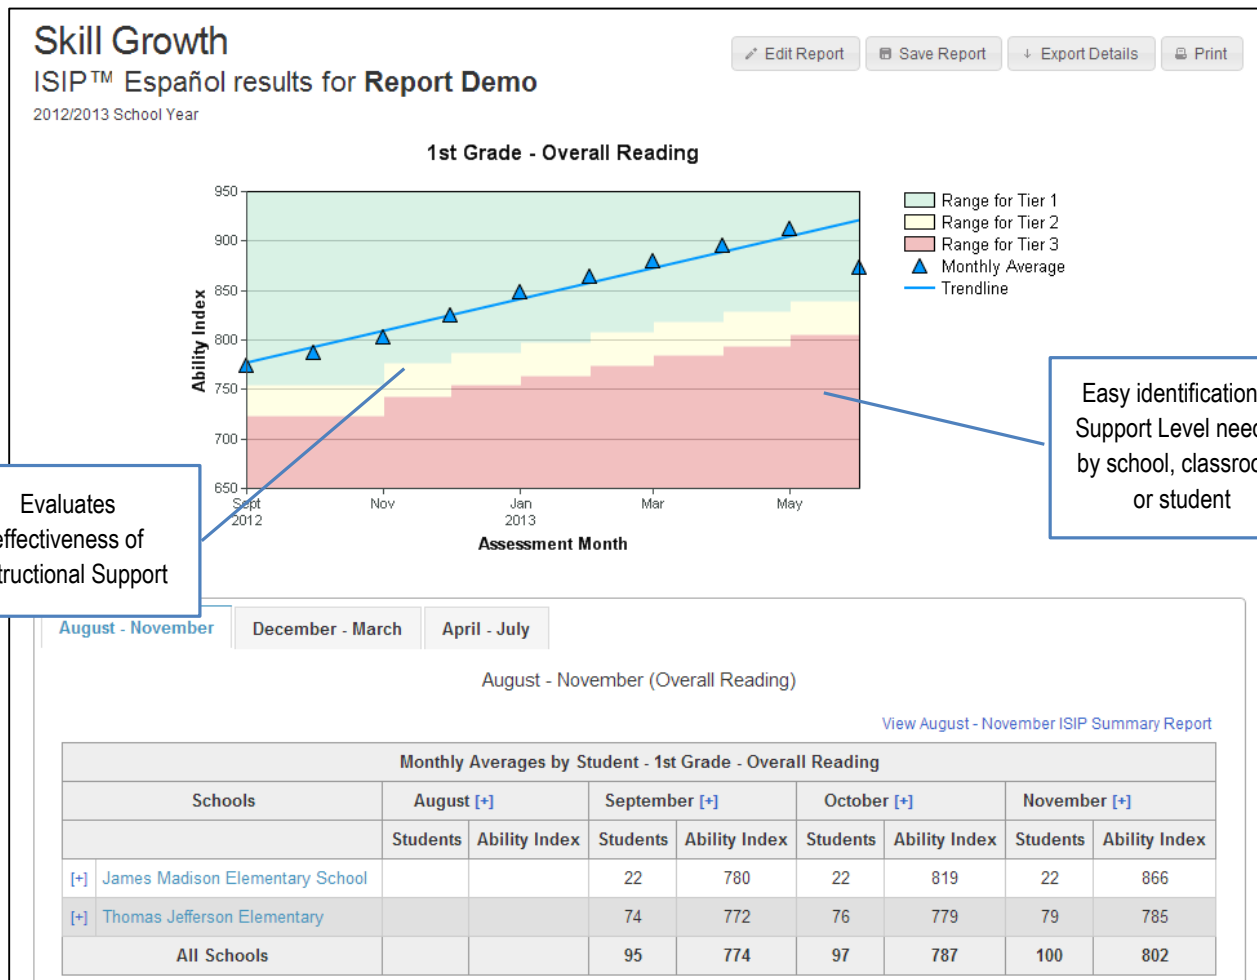 Skill Growth
Edit Report
Save Report
↓ Export Details
Print
ISIP™ Español results for Report Demo
2012/2013 School Year
1st Grade - Overall Reading
950
900
850
800
750
700
650
Ability Index
Sept
2012
Nov
Jan
2013
Mar
May
Assessment Month
Range for Tier 1
Range for Tier 2
Range for Tier 3
Monthly Average
Trendline
Easy identification
Support Level
by school,
or student
Evaluates
of
Support
August - November
December - March
April - July
August - November (Overall Reading)
View August - November ISIP Summary Report
Monthly Averages by Student - 1st Grade - Overall Reading
Schools August [+] September [+] October [+] November [+]
Students Ability Index Students Ability Index Students Ability Index Students Ability Index
[+] James Madison Elementary School 22 780 22 819 22 866
[+] Thomas Jefferson Elementary 74 772 76 779 79 785
All Schools 95 774 97 787 100 802